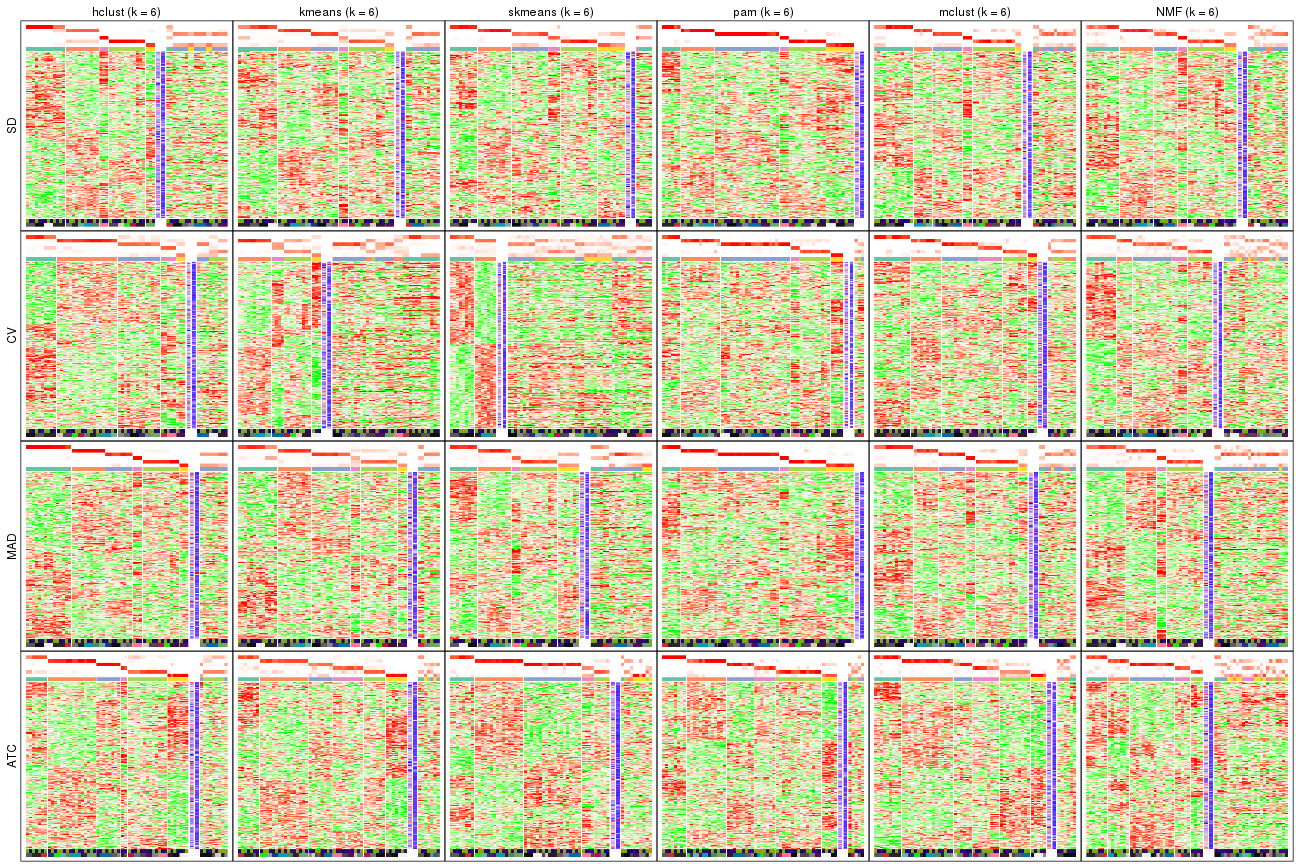 hclust (k = 6) kmeans (k = 6) skmeans (k = 6) pam (k = 6) mclust (k = 6) NMF (k = 6)
SD
CV
MAD
ATC